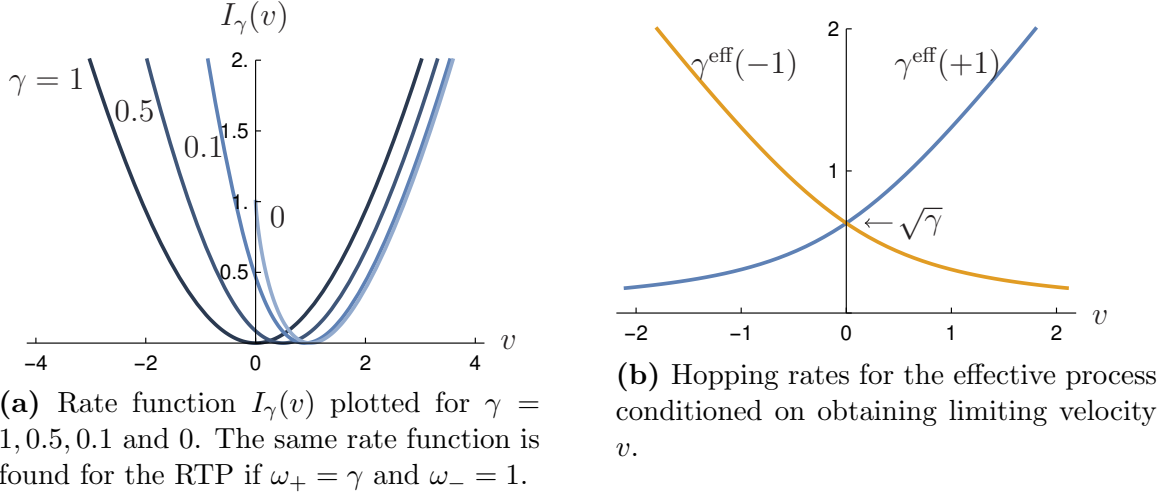 I_γ(v)
γ = 1
0.5
0.1
0
2.
1.5
1.
0.5
−4
−2
0
2
4
v
(a) Rate function I_γ(v) plotted for γ =
1, 0.5, 0.1 and 0. The same rate function is
found for the RTP if ω₊ = γ and ω₋ = 1.
γ^eff(−1)
γ^eff(+1)
2
1
←√γ
−2
−1
0
1
2
v
(b) Hopping rates for the effective process
conditioned on obtaining limiting velocity
v.